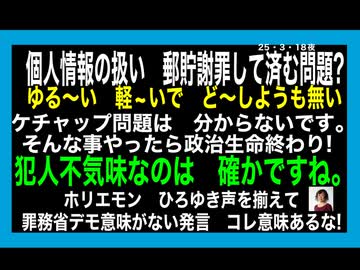 25・3・18夜
個人情報の扱い　郵貯謝罪して済む問題?
ゆる〜い　軽〜いで　ど〜しようも無い
ケチャップ問題は　分からないです。
そんな事やったら政治生命終わり!
犯人不気味なのは　確かですね。
ホリエモン　ひろゆき声を揃えて
罪務省デモ意味がない発言　コレ意味あるな!